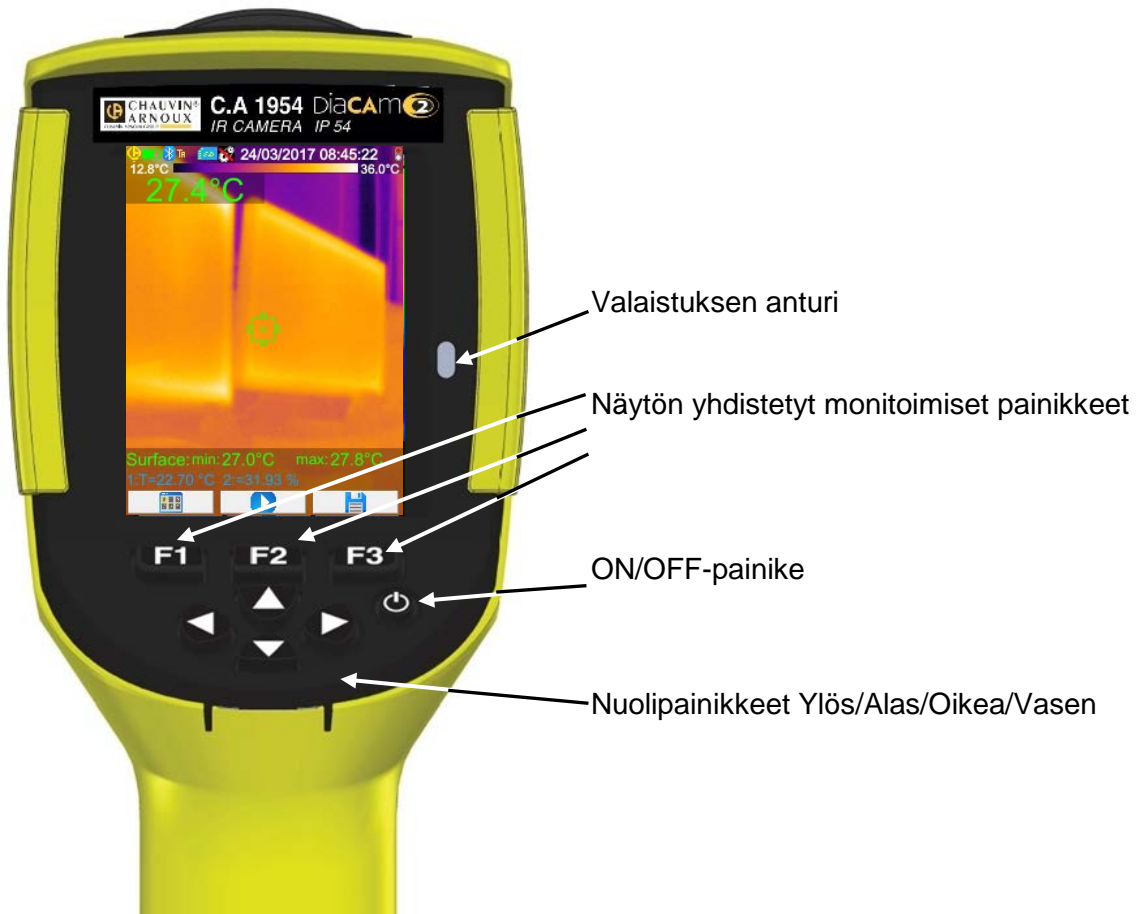 CHAUVIN®
ARNOUX
C.A 1954 DiaCAm 2
IR CAMERA IP 54
24/03/2017 08:45:22
12.8°C
36.0°C
27.4°C
Valaistuksen anturi
Näytön yhdistetyt monitoimiset painikkeet
Surface: min: 27.0°C max: 27.8°C
1:T=22.70 °C 2:=31.93 %
F1 F2 F3
ON/OFF-painike
Nuolipainikkeet Ylös/Alas/Oikea/Vasen